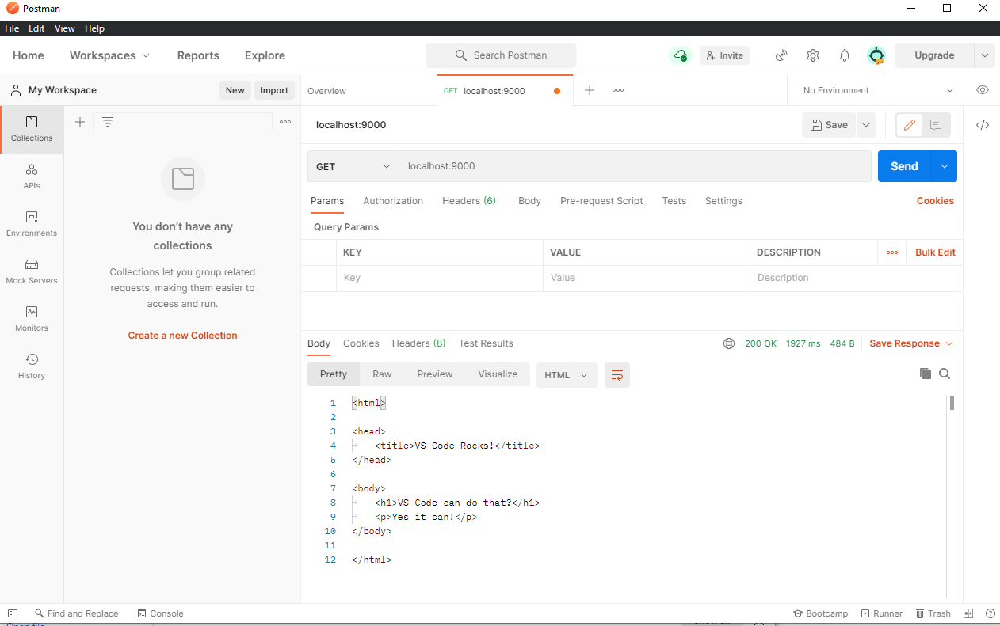 Postman
File Edit View Help
Home Workspaces Reports Explore Search Postman Invite Upgrade
My Workspace New Import Overview GET localhost:9000 No Environment
Collections
APIs
Environments
Mock Servers
Monitors
History
You don't have any
collections
Collections let you group related
requests, making them easier to
access and run.
Create a new Collection
localhost:9000 Save
GET localhost:9000 Send
Params Authorization Headers (6) Body Pre-request Script Tests Settings Cookies
Query Params
KEY VALUE DESCRIPTION Bulk Edit
Key Value Description
Body Cookies Headers (8) Test Results 200 OK 1927 ms 484 B Save Response
Pretty Raw Preview Visualize HTML
1 <html>
2
3 <head>
4 <title>VS Code Rocks!</title>
5 </head>
6
7 <body>
8 <h1>VS Code can do that?</h1>
9 <p>Yes it can!</p>
10 </body>
11
12 </html>
Find and Replace Console Bootcamp Runner Trash